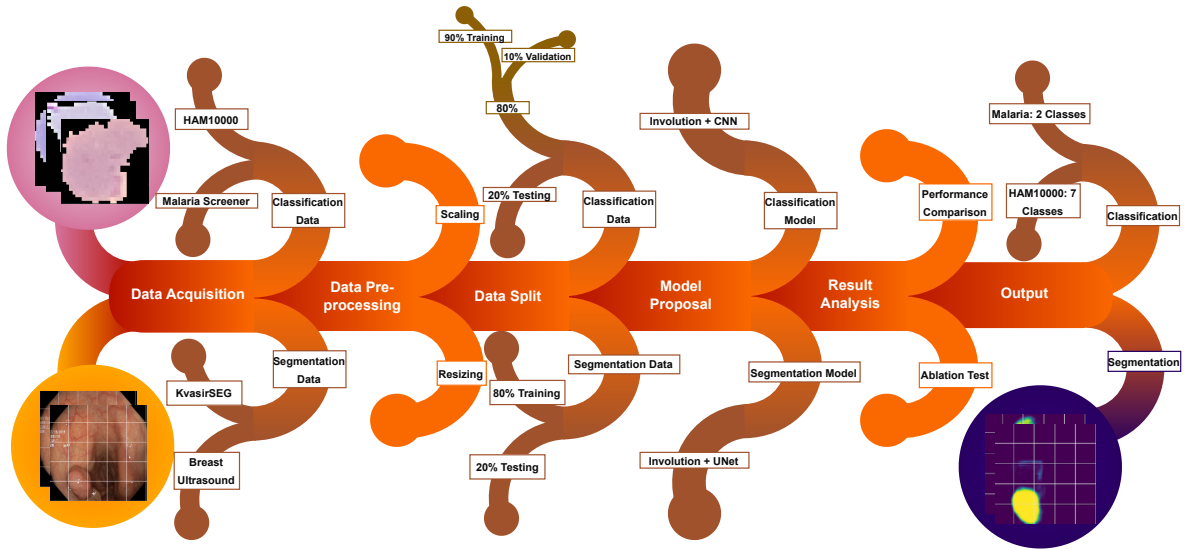 90% Training
10% Validation
80%
HAM10000
Malaria Screener
Classification
Data
Scaling
20% Testing
Classification
Data
Involution + CNN
Classification
Model
Performance
Comparison
Malaria: 2 Classes
HAM10000: 7
Classes
Classification
Data Acquisition
Data Pre-
processing
Data Split
Model
Proposal
Result
Analysis
Output
Segmentation
Data
KvasirSEG
Breast
Ultrasound
Resizing
80% Training
20% Testing
Segmentation Data
Segmentation Model
Involution + UNet
Ablation Test
Segmentation